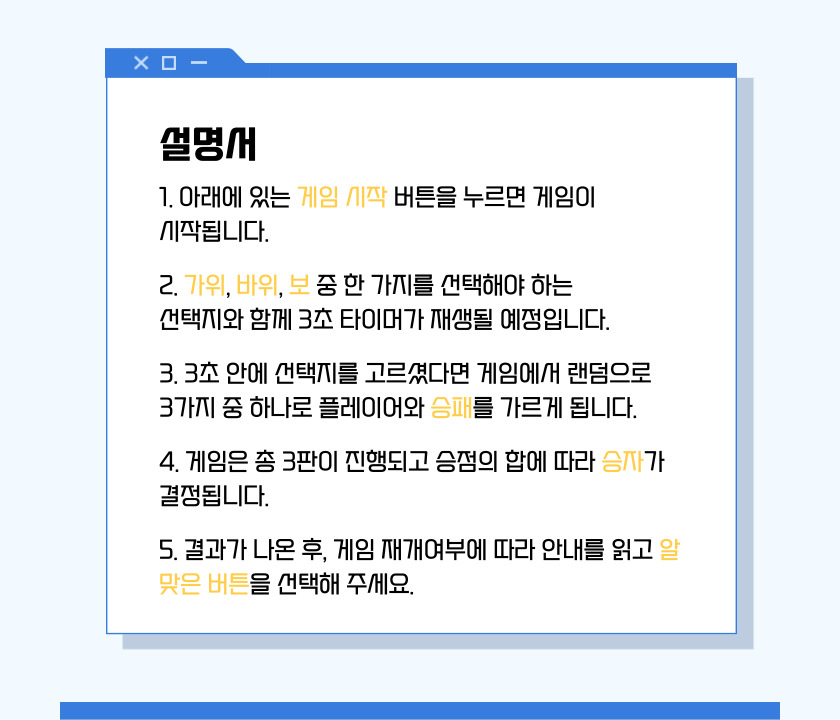 설명서
1. 아래에 있는 게임 시작 버튼을 누르면 게임이
시작됩니다.
2. 가위, 바위, 보 중 한 가지를 선택해야 하는
선택지와 함께 3초 타이머가 재생될 예정입니다.
3. 3초 안에 선택지를 고르셨다면 게임에서 랜덤으로
3가지 중 하나로 플레이어와 승패를 가르게 됩니다.
4. 게임은 총 3판이 진행되고 승점의 합에 따라 승자가
결정됩니다.
5. 결과가 나온 후, 게임 재개여부에 따라 안내를 읽고 알
맞은 버튼을 선택해 주세요.